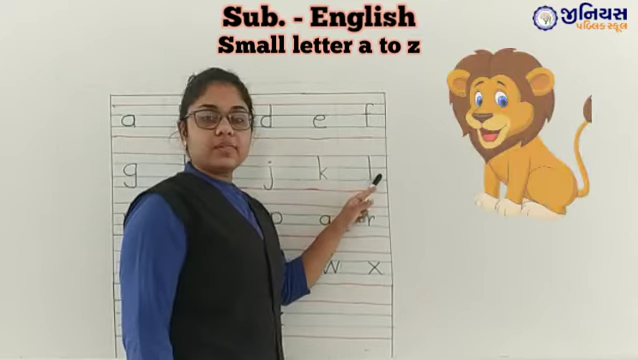 Sub. - English
Small letter a to z
જીનિયસ
પબ્લિક સ્કૂલ
a d e f
g j k l
p q r
w x